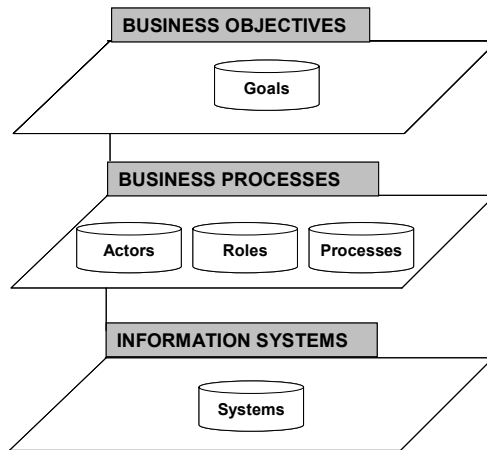 BUSINESS OBJECTIVES
Goals
BUSINESS PROCESSES
Actors Roles Processes
INFORMATION SYSTEMS
Systems